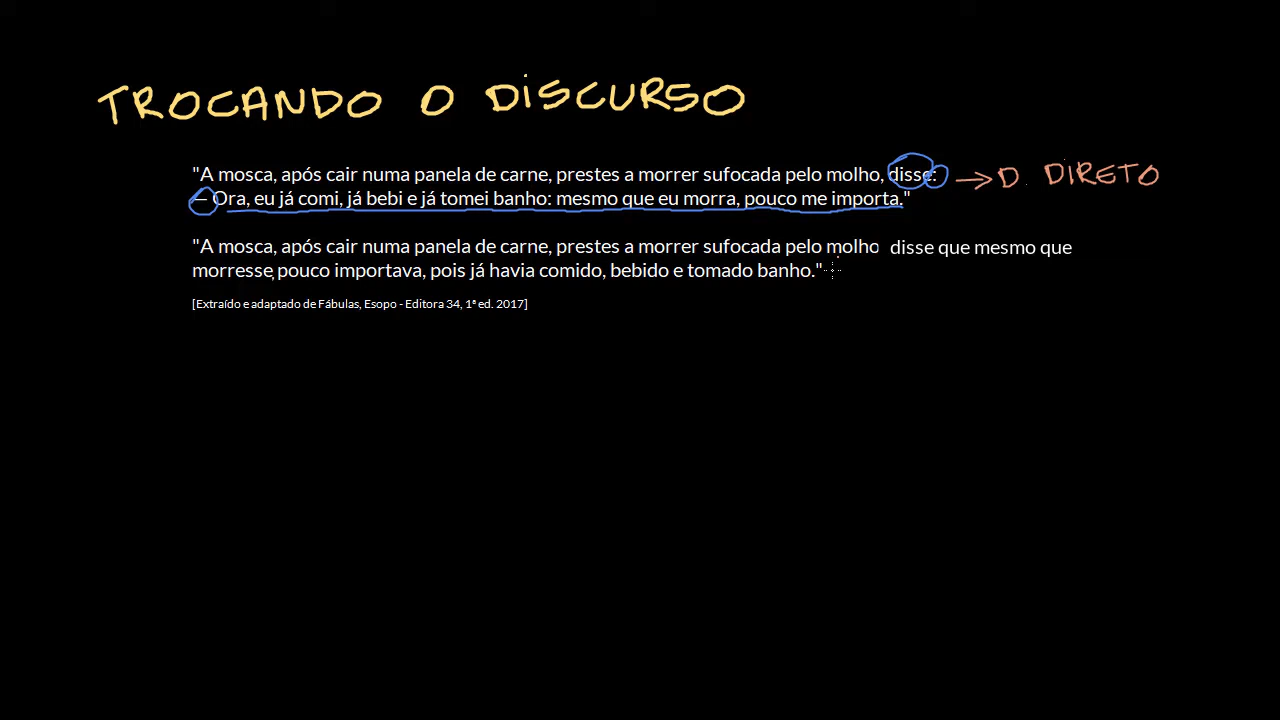 TROCANDO O DISCURSO
"A mosca, após cair numa panela de carne, prestes a morrer sufocada pelo molho, disse: → D. DIRETO
— Ora, eu já comi, já bebi e já tomei banho: mesmo que eu morra, pouco me importa."
"A mosca, após cair numa panela de carne, prestes a morrer sufocada pelo molho disse que mesmo que
morresse, pouco importava, pois já havia comido, bebido e tomado banho."
[Extraído e adaptado de Fábulas, Esopo - Editora 34, 1ª ed. 2017]